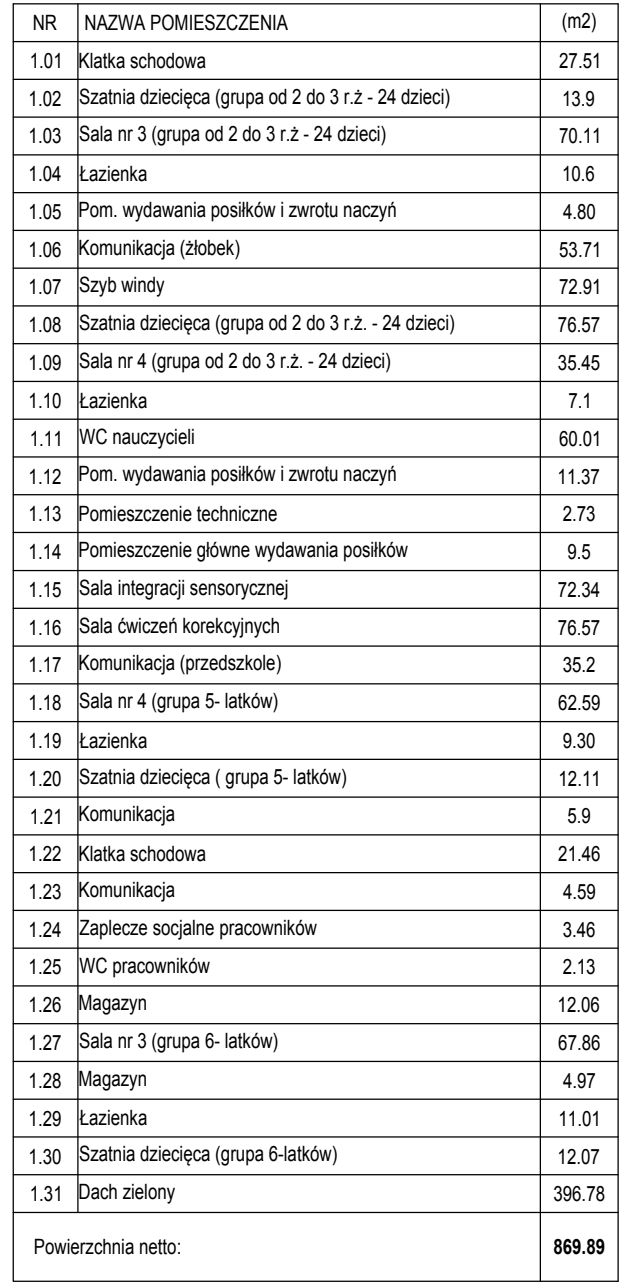 NR NAZWA POMIESZCZENIA (m2)
1.01 Klatka schodowa 27.51
1.02 Szatnia dziecięca (grupa od 2 do 3 r.ż - 24 dzieci) 13.9
1.03 Sala nr 3 (grupa od 2 do 3 r.ż - 24 dzieci) 70.11
1.04 Łazienka 10.6
1.05 Pom. wydawania posiłków i zwrotu naczyń 4.80
1.06 Komunikacja (żłobek) 53.71
1.07 Szyb windy 72.91
1.08 Szatnia dziecięca (grupa od 2 do 3 r.ż. - 24 dzieci) 76.57
1.09 Sala nr 4 (grupa od 2 do 3 r.ż. - 24 dzieci) 35.45
1.10 Łazienka 7.1
1.11 WC nauczycieli 60.01
1.12 Pom. wydawania posiłków i zwrotu naczyń 11.37
1.13 Pomieszczenie techniczne 2.73
1.14 Pomieszczenie główne wydawania posiłków 9.5
1.15 Sala integracji sensorycznej 72.34
1.16 Sala ćwiczeń korekcyjnych 76.57
1.17 Komunikacja (przedszkole) 35.2
1.18 Sala nr 4 (grupa 5- latków) 62.59
1.19 Łazienka 9.30
1.20 Szatnia dziecięca ( grupa 5- latków) 12.11
1.21 Komunikacja 5.9
1.22 Klatka schodowa 21.46
1.23 Komunikacja 4.59
1.24 Zaplecze socjalne pracowników 3.46
1.25 WC pracowników 2.13
1.26 Magazyn 12.06
1.27 Sala nr 3 (grupa 6- latków) 67.86
1.28 Magazyn 4.97
1.29 Łazienka 11.01
1.30 Szatnia dziecięca (grupa 6-latków) 12.07
1.31 Dach zielony 396.78
Powierzchnia netto: 869.89